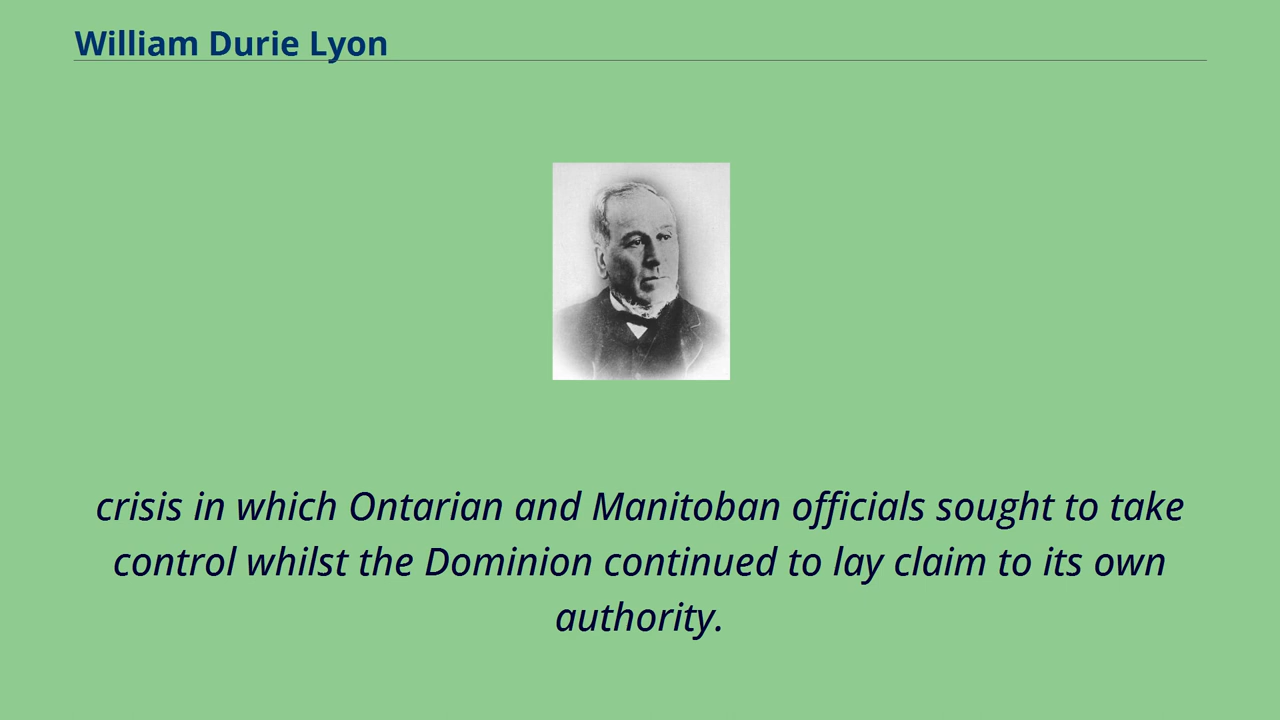 William Durie Lyon
crisis in which Ontarian and Manitoban officials sought to take
control whilst the Dominion continued to lay claim to its own
authority.